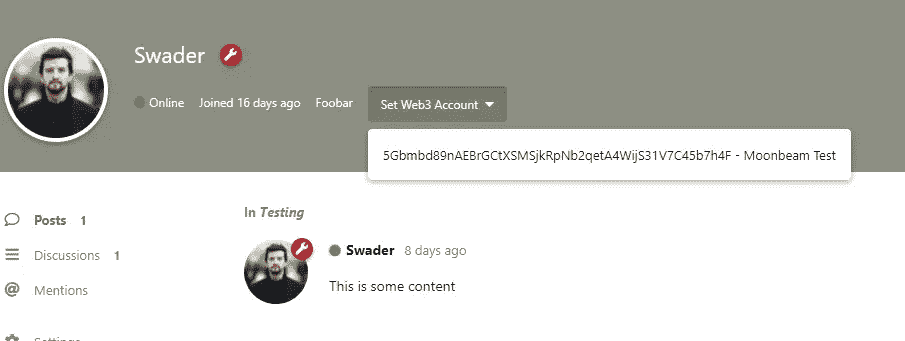 Swader
Online Joined 16 days ago Foobar Set Web3 Account
5Gbmbd89nAEBrGCtXSMSjkRpNb2qetA4WijS31V7C45b7h4F - Moonbeam Test
Posts 1
In Testing
Discussions 1
Swader 8 days ago
Mentions
This is some content
Settings